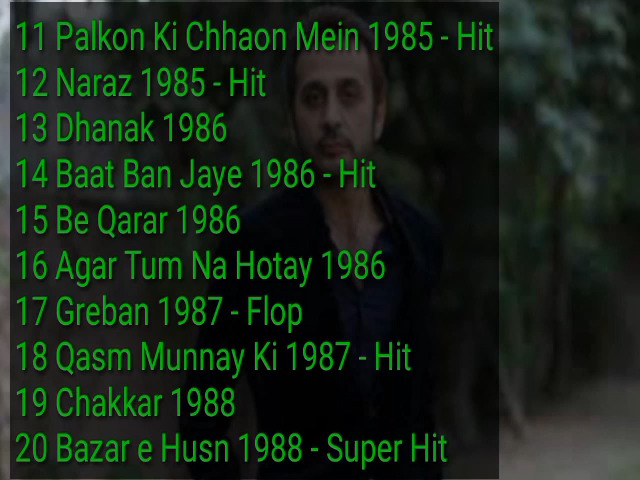 11 Palkon Ki Chhaon Mein 1985 - Hit
12 Naraz 1985 - Hit
13 Dhanak 1986
14 Baat Ban Jaye 1986 - Hit
15 Be Qarar 1986
16 Agar Tum Na Hotay 1986
17 Greban 1987 - Flop
18 Qasm Munnay Ki 1987 - Hit
19 Chakkar 1988
20 Bazar e Husn 1988 - Super Hit